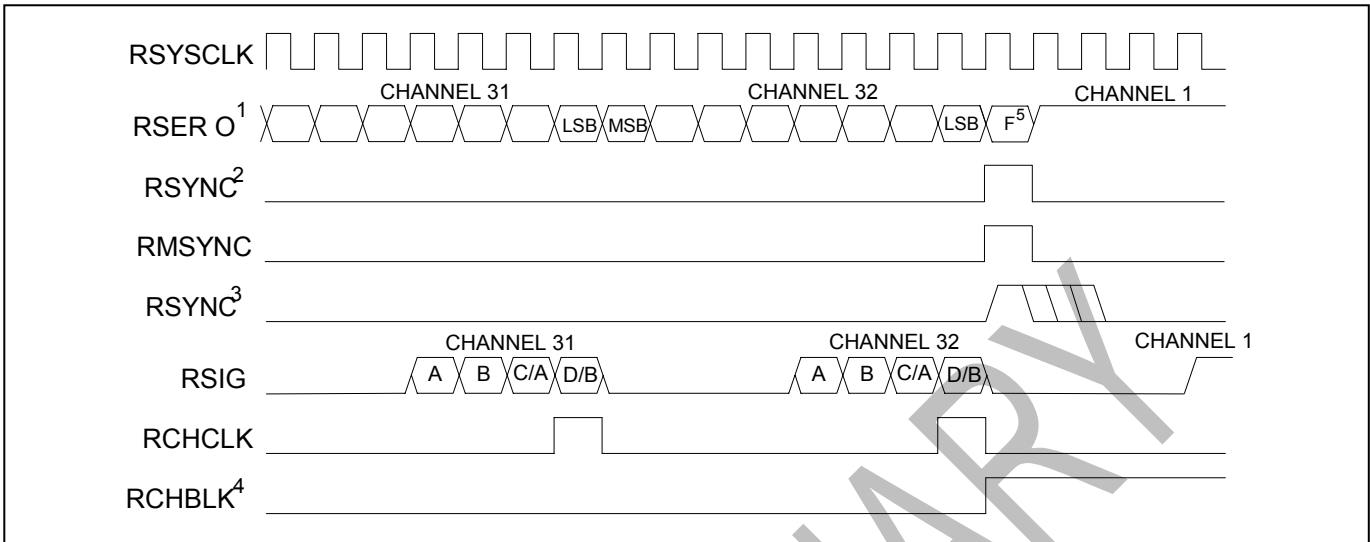 RSYSCLK
CHANNEL 31 CHANNEL 32 CHANNEL 1
RSER O1 LSB MSB LSB F5
RSYNC2
RMSYNC
RSYNC3
CHANNEL 31 CHANNEL 32 CHANNEL 1
RSIG A B C/A D/B A B C/A D/B
RCHCLK
RCHBLK4